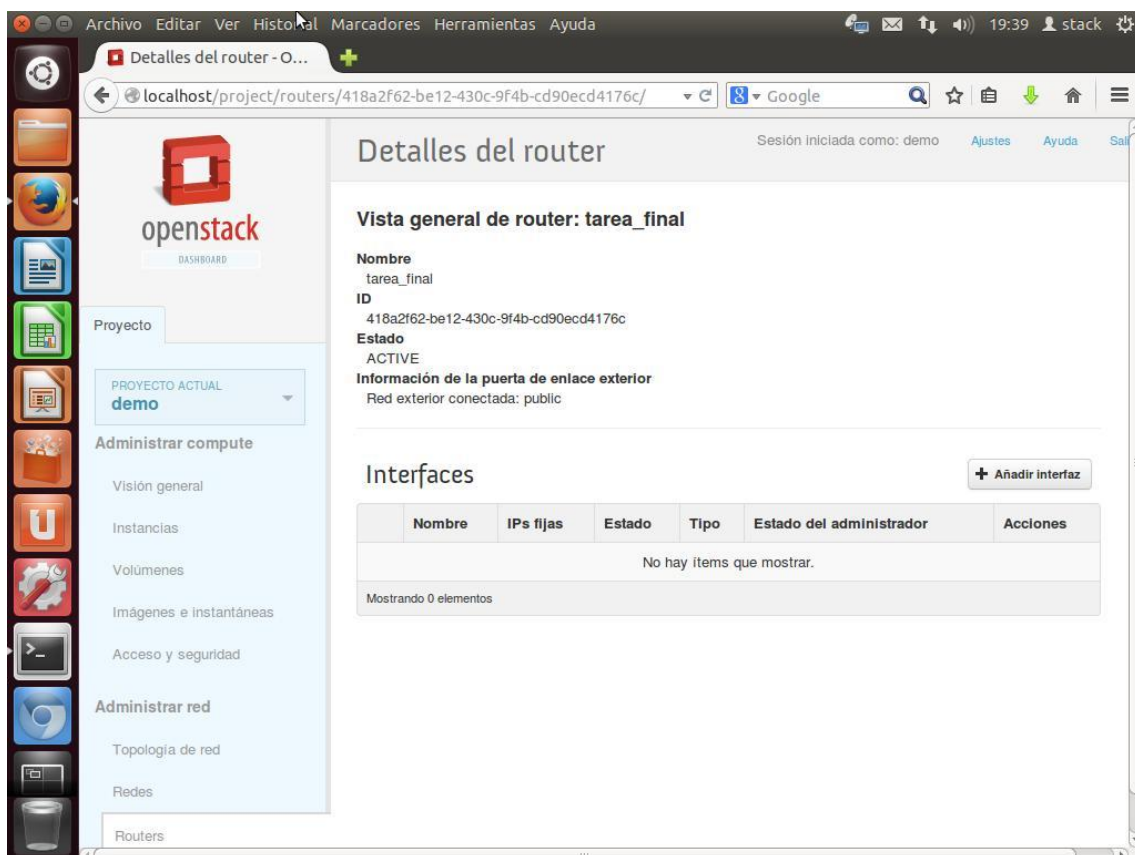 Archivo Editar Ver Historial Marcadores Herramientas Ayuda
19:39 stack
Detalles del router - O...
localhost/project/routers/418a2f62-be12-430c-9f4b-cd90ecd4176c/
Google
openstack
DASHBOARD
Detalles del router
Sesión iniciada como: demo Ajustes Ayuda Sali
Proyecto
PROYECTO ACTUAL
demo
Administrar compute
Visión general
Instancias
Volúmenes
Imágenes e instantáneas
Acceso y seguridad
Administrar red
Topología de red
Redes
Routers
Vista general de router: tarea_final
Nombre
tarea_final
ID
418a2f62-be12-430c-9f4b-cd90ecd4176c
Estado
ACTIVE
Información de la puerta de enlace exterior
Red exterior conectada: public
Interfaces
Añadir interfaz
Nombre IPs fijas Estado Tipo Estado del administrador Acciones
No hay ítems que mostrar.
Mostrando 0 elementos